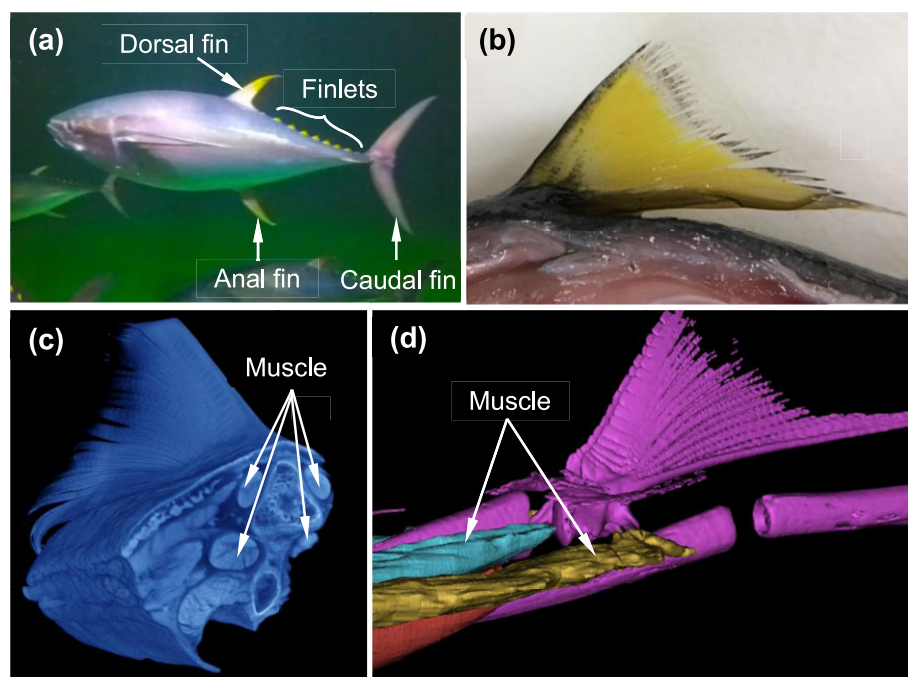 (a)
Dorsal fin
Finlets
Anal fin
Caudal fin
(b)
(c)
Muscle
(d)
Muscle